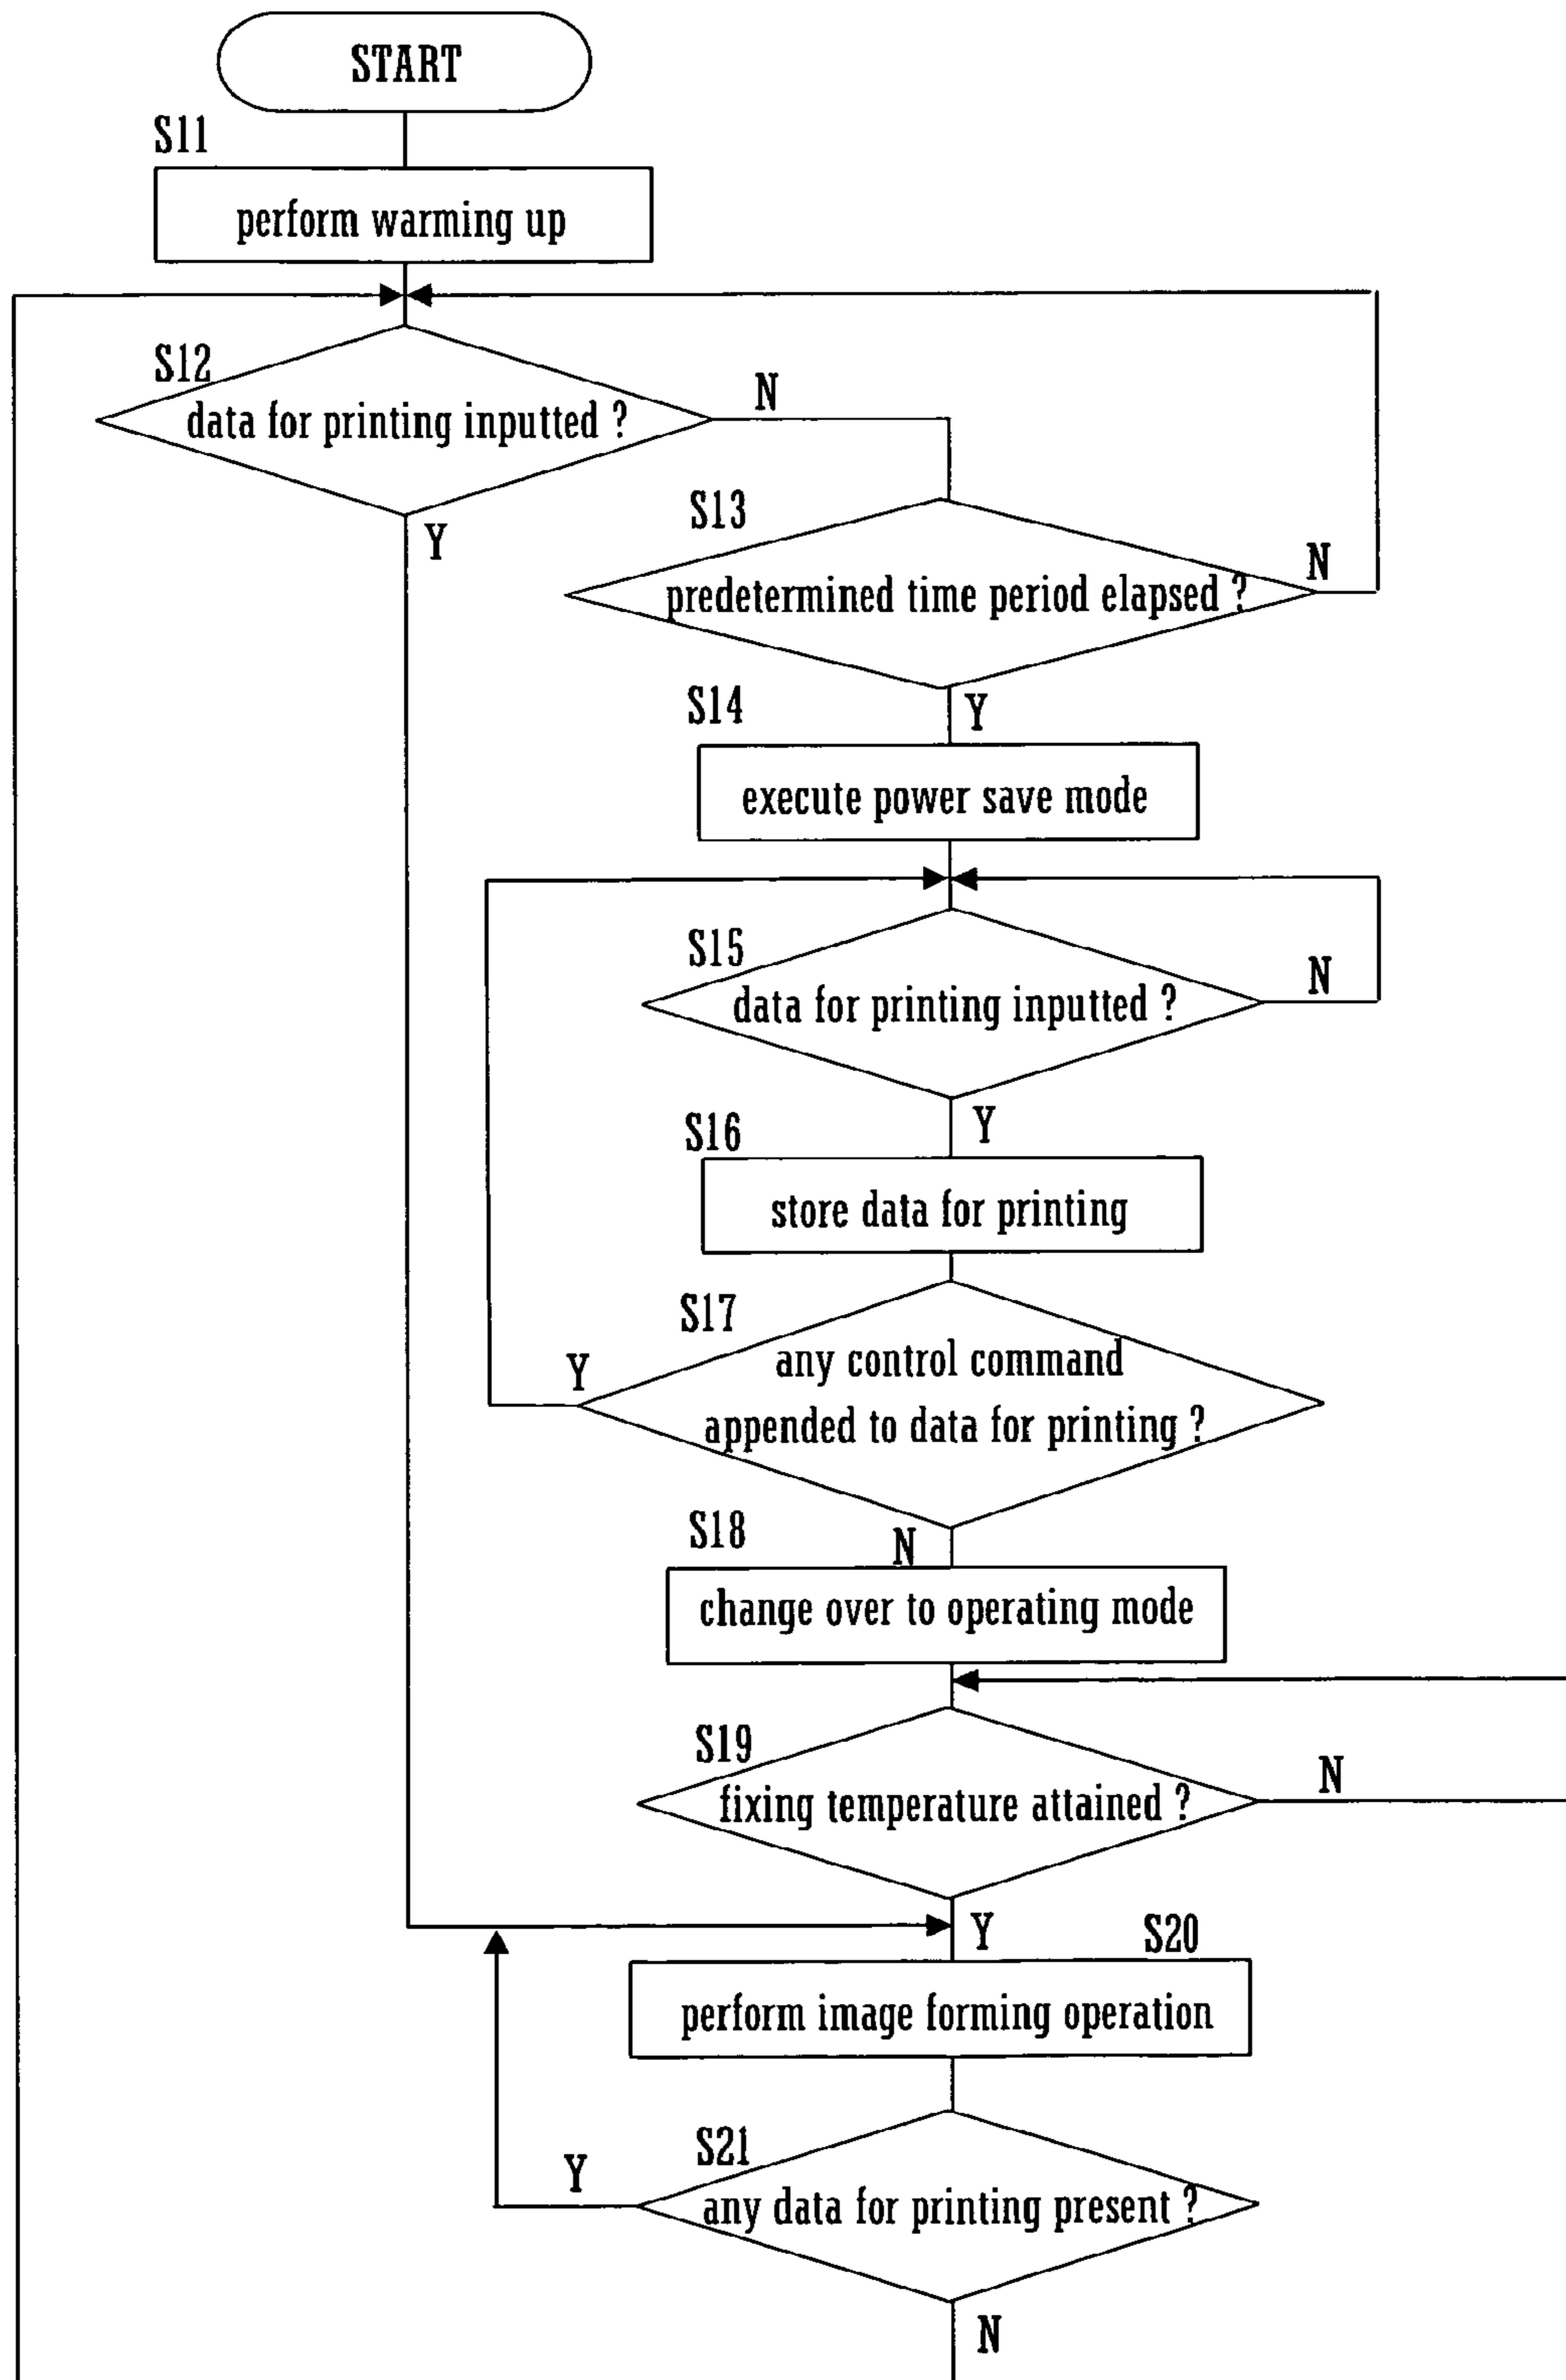 START
S11
perform warming up
S12
data for printing inputted ?
N
Y
S13
predetermined time period elapsed ?
N
Y
S14
execute power save mode
S15
data for printing inputted ?
N
Y
S16
store data for printing
S17
any control command
appended to data for printing ?
Y
N
S18
change over to operating mode
S19
fixing temperature attained ?
N
Y
S20
perform image forming operation
S21
any data for printing present ?
Y
N